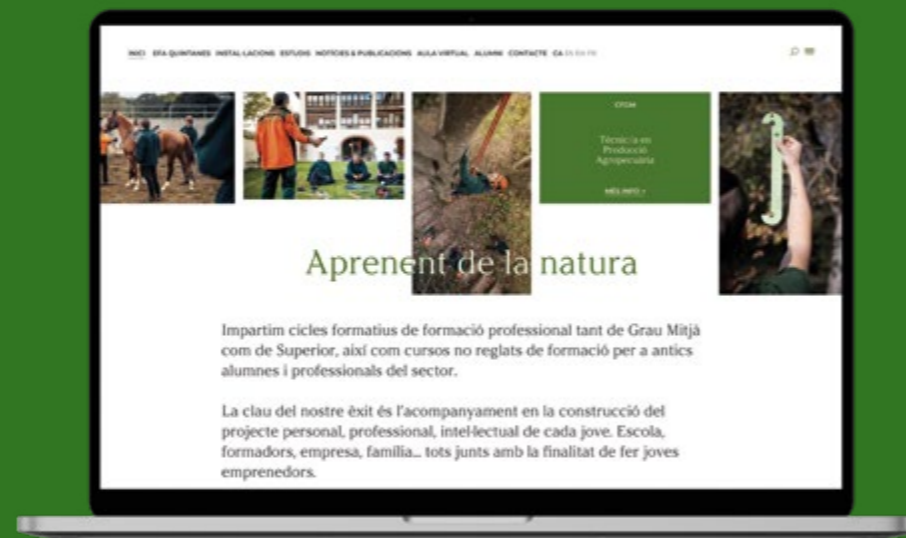 INICI EFA QUINTANES INSTAL·LACIONS ESTUDIS NOTÍCIES & PUBLICACIONS AULA VIRTUAL ALUMNI CONTACTE CA ES EN FR
CFGM
Tècnic/a en
Producció
Agropecuària
MÉS INFO +
Aprenent de la natura
Impartim cicles formatius de formació professional tant de Grau Mitjà
com de Superior, així com cursos no reglats de formació per a antics
alumnes i professionals del sector.
La clau del nostre èxit és l'acompanyament en la construcció del
projecte personal, professional, intel·lectual de cada jove. Escola,
formadors, empresa, família... tots junts amb la finalitat de fer joves
emprenedors.